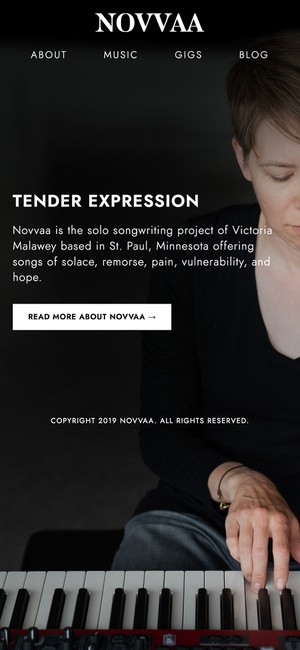 NOVVAA
ABOUT MUSIC GIGS BLOG
TENDER EXPRESSION
Novvaa is the solo songwriting project of Victoria
Malawey based in St. Paul, Minnesota offering
songs of solace, remorse, pain, vulnerability, and
hope.
READ MORE ABOUT NOVVAA →
COPYRIGHT 2019 NOVVAA. ALL RIGHTS RESERVED.